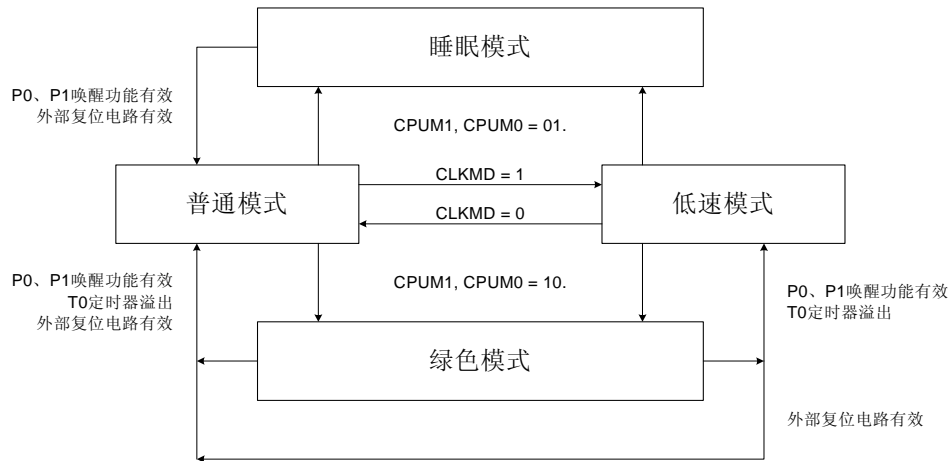 睡眠模式
P0、P1唤醒功能有效
外部复位电路有效
CPUM1, CPUM0 = 01.
普通模式
CLKMD = 1
CLKMD = 0
低速模式
P0、P1唤醒功能有效
T0定时器溢出
外部复位电路有效
CPUM1, CPUM0 = 10.
P0、P1唤醒功能有效
T0定时器溢出
绿色模式
外部复位电路有效